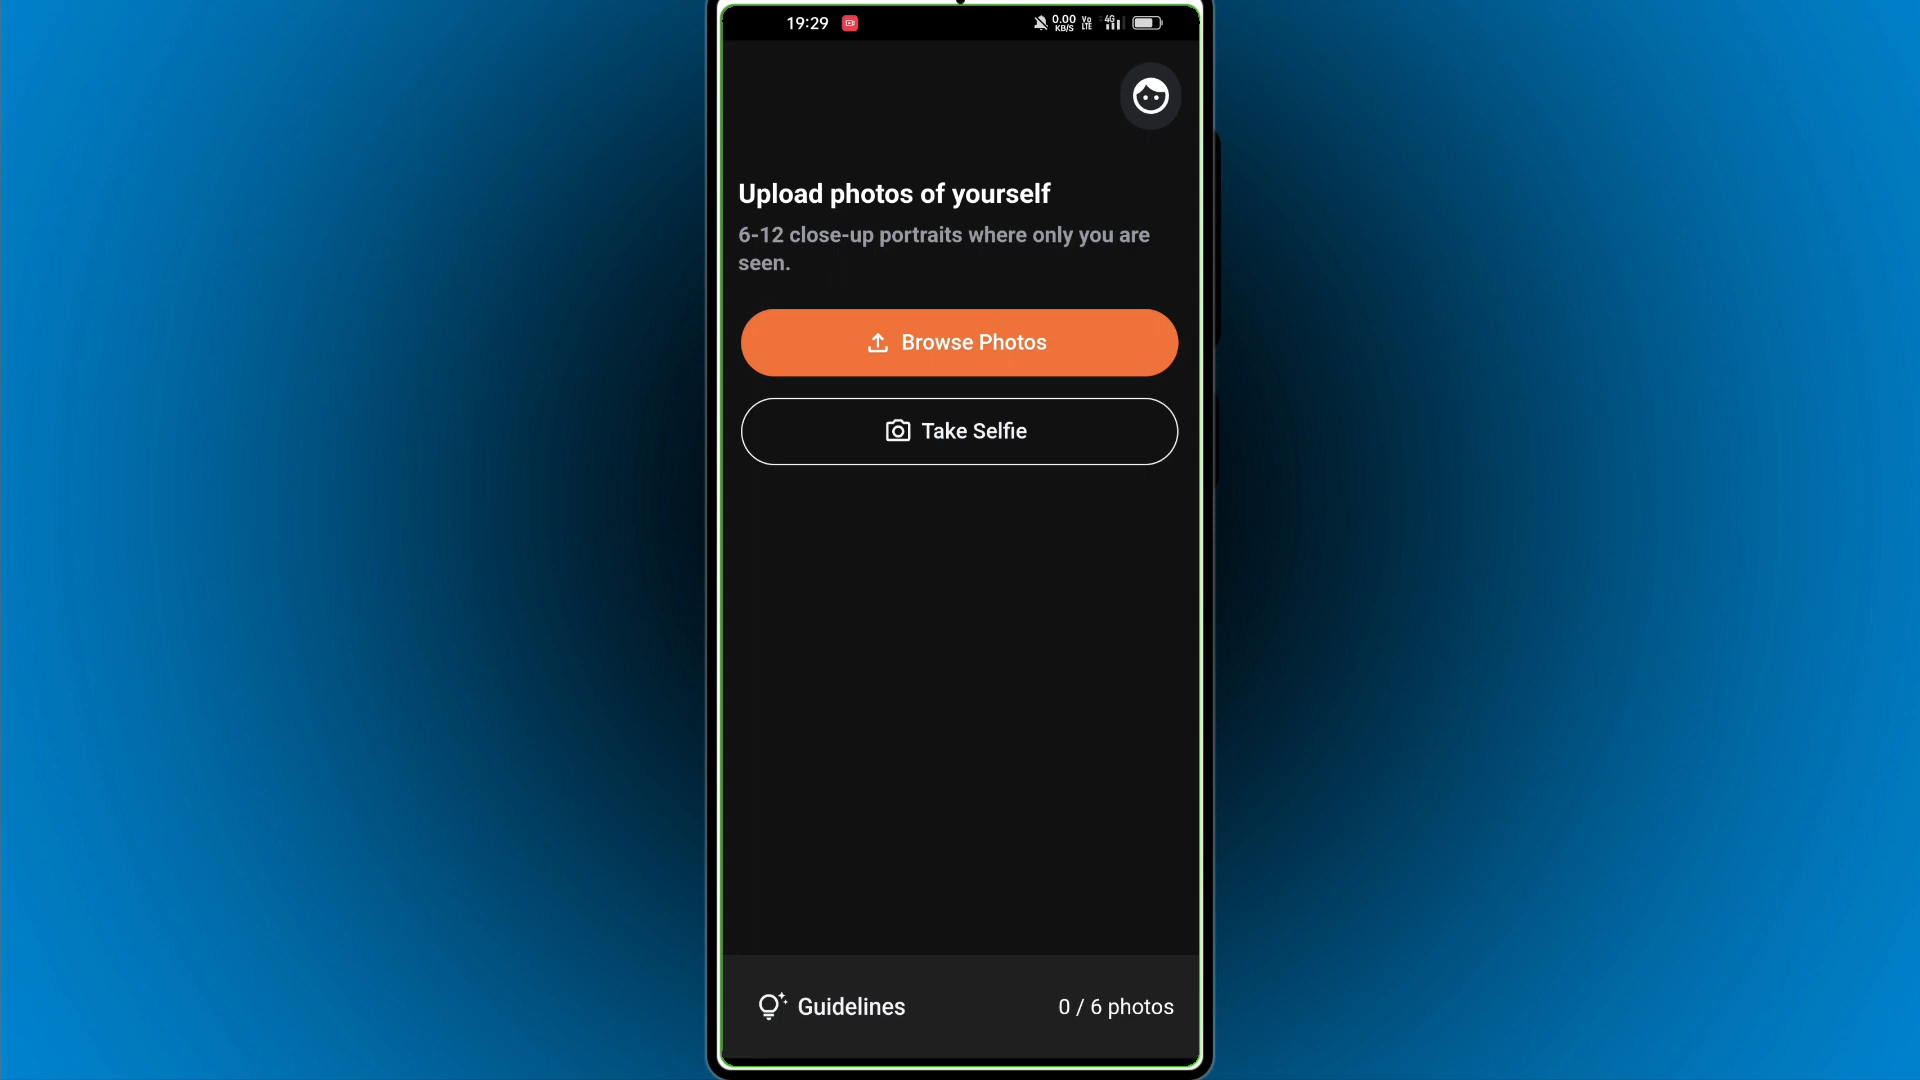 19:29 0.00 KB/S Vo LTE 4G
Upload photos of yourself
6-12 close-up portraits where only you are
seen.
Browse Photos
Take Selfie
Guidelines 0 / 6 photos